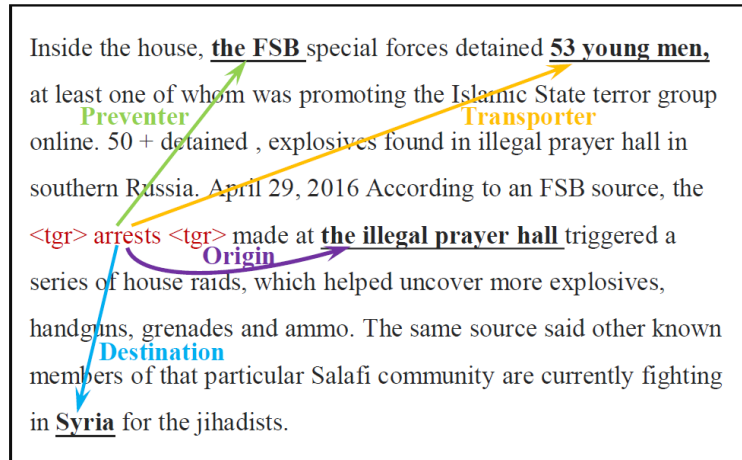 Inside the house, the FSB special forces detained 53 young men,
at least one of whom was promoting the Islamic State terror group
Preventer Transporter
online. 50 + detained , explosives found in illegal prayer hall in
southern Russia. April 29, 2016 According to an FSB source, the
<tgr> arrests <tgr> made at the illegal prayer hall triggered a
Origin
series of house raids, which helped uncover more explosives,
handguns, grenades and ammo. The same source said other known
Destination
members of that particular Salafi community are currently fighting
in Syria for the jihadists.